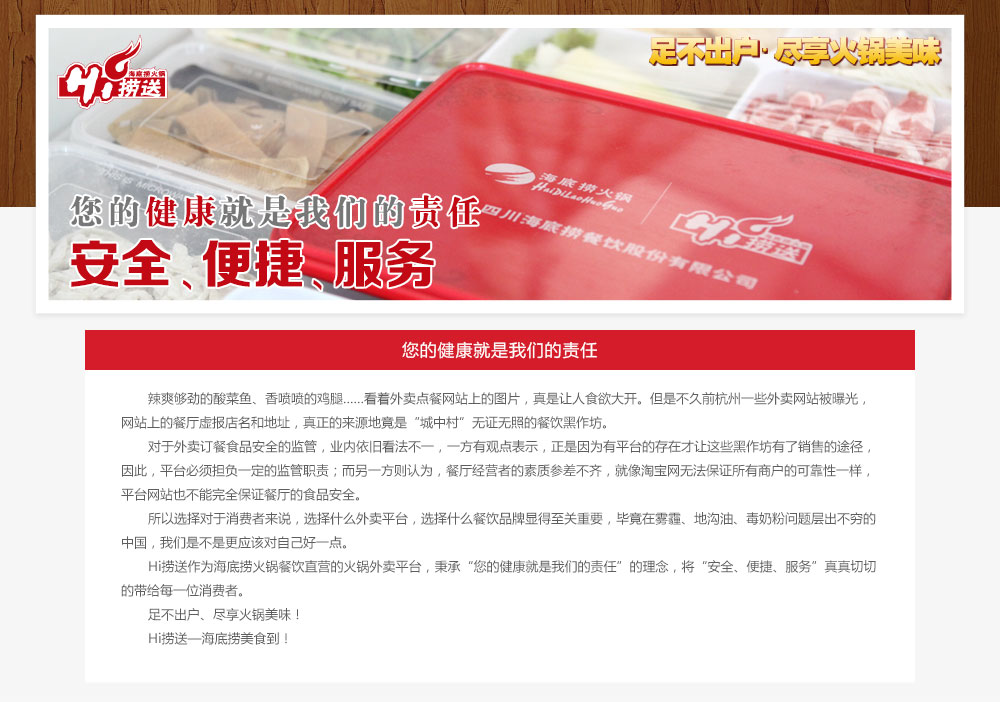 足不出户·尽享火锅美味
Hi
海底捞火锅
捞送
海底捞火锅
HaiDiLaoHuoGuo
Hi捞送
四川海底捞餐饮股份有限公司
您的健康就是我们的责任
安全、便捷、服务
您的健康就是我们的责任
辣爽够劲的酸菜鱼、香喷喷的鸡腿......看着外卖点餐网站上的图片，真是让人食欲大开。但是不久前杭州一些外卖网站被曝光，
网站上的餐厅虚报店名和地址，真正的来源地竟是“城中村”无证无照的餐饮黑作坊。
对于外卖订餐食品安全的监管，业内依旧看法不一，一方有观点表示，正是因为有平台的存在才让这些黑作坊有了销售的途径，
因此，平台必须担负一定的监管职责；而另一方则认为，餐厅经营者的素质参差不齐，就像淘宝网无法保证所有商户的可靠性一样，
平台网站也不能完全保证餐厅的食品安全。
所以选择对于消费者来说，选择什么外卖平台，选择什么餐饮品牌显得至关重要，毕竟在雾霾、地沟油、毒奶粉问题层出不穷的
中国，我们是不是更应该对自己好一点。
Hi捞送作为海底捞火锅餐饮直营的火锅外卖平台，秉承“您的健康就是我们的责任”的理念，将“安全、便捷、服务”真真切切
的带给每一位消费者。
足不出户、尽享火锅美味！
Hi捞送—海底捞美食到！